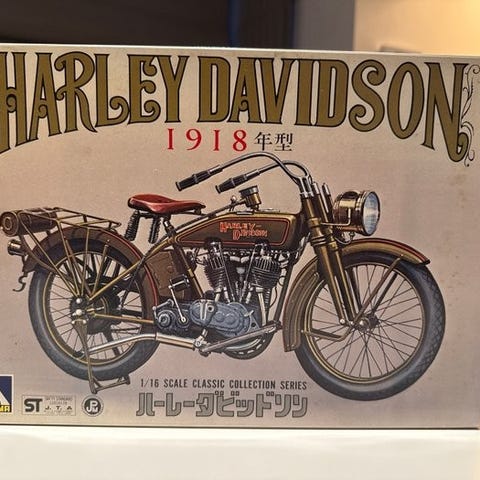 HARLEY DAVIDSON
1918年型
HARLEY-
DAVIDSON
1/16 SCALE CLASSIC COLLECTION SERIES
ハーレーダビッドソン
ST
J.T.A